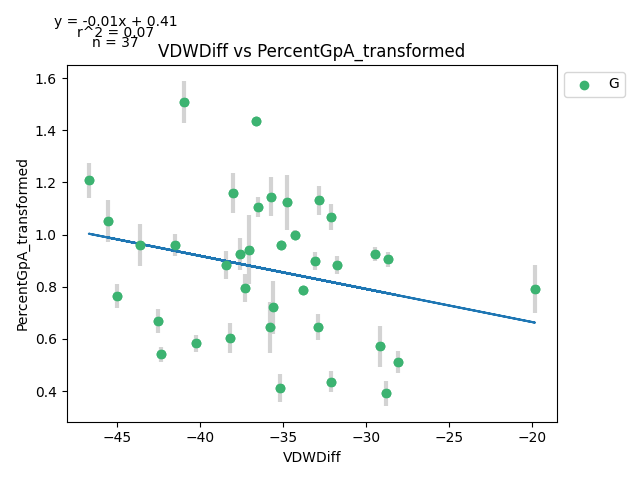 y = -0.01x + 0.41
r^2 = 0.07
n = 37
VDWDiff vs PercentGpA_transformed
G
PercentGpA_transformed
1.6
1.4
1.2
1.0
0.8
0.6
0.4
−45
−40
−35
−30
−25
−20
VDWDiff